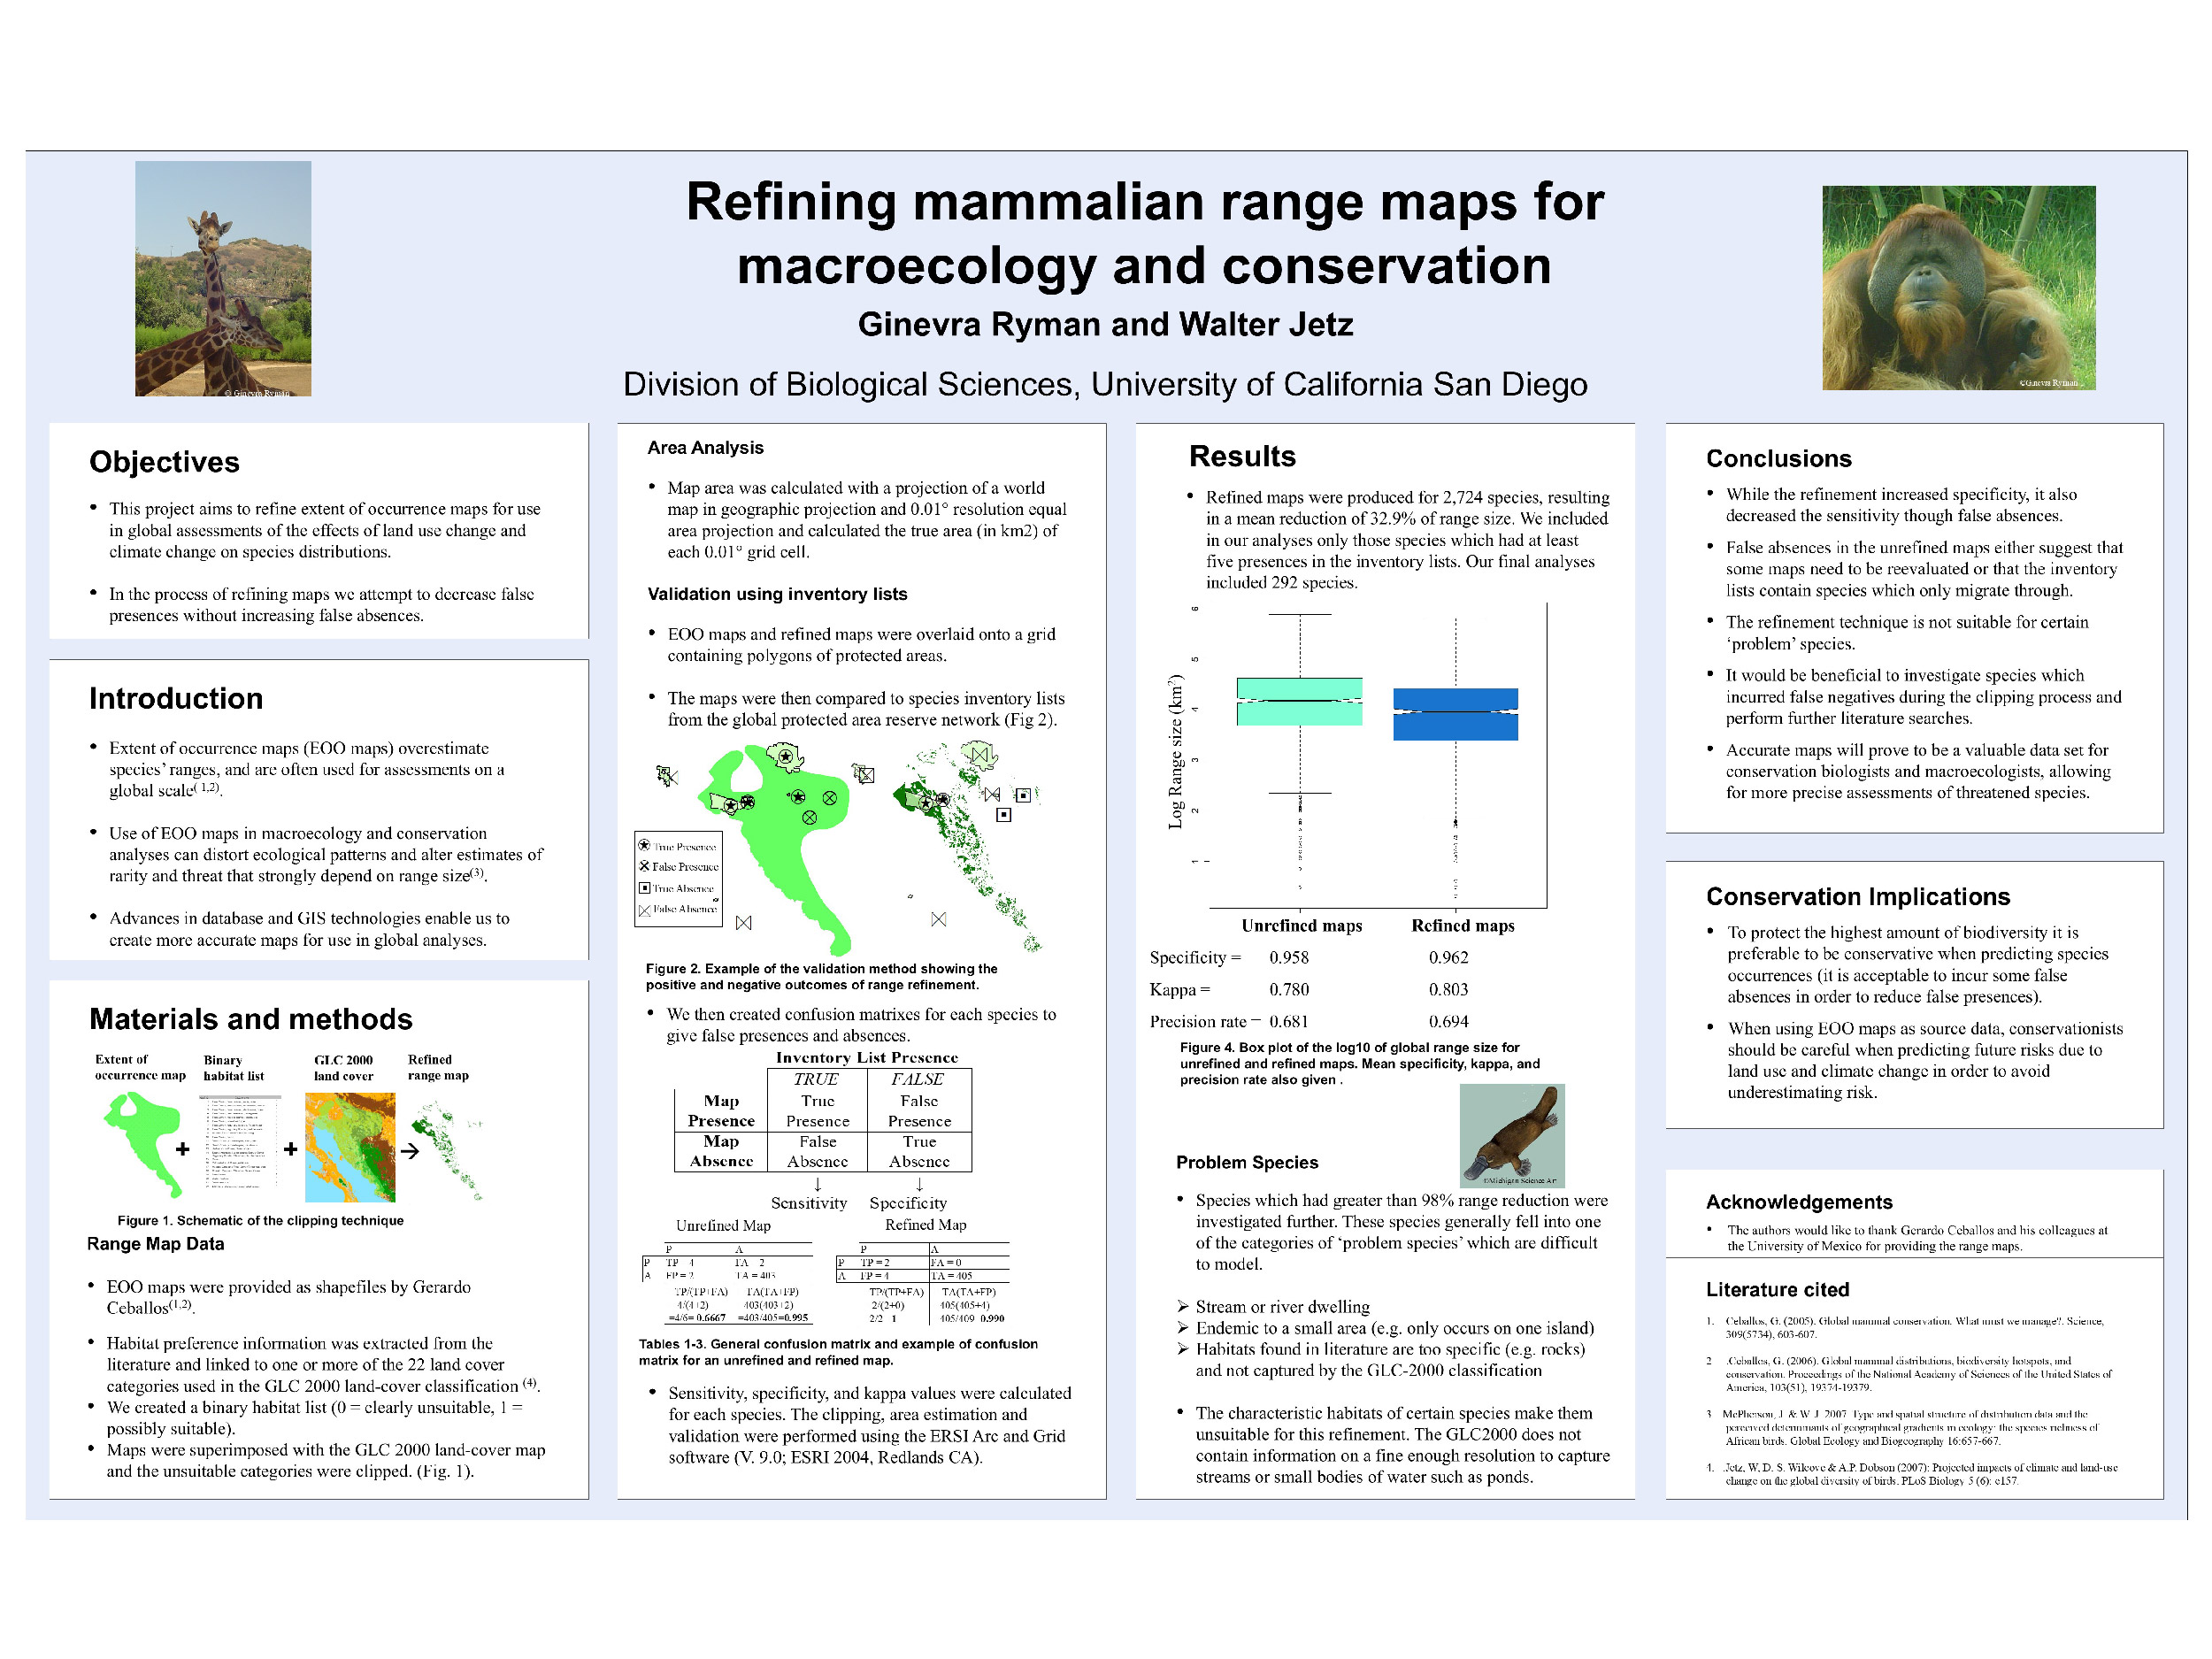 Refining mammalian range maps for
macroecology and conservation
Ginevra Ryman and Walter Jetz
Division of Biological Sciences, University of California San Diego
© Ginevra Ryman
©Ginevra Ryman
Objectives
• This project aims to refine extent of occurrence maps for use
in global assessments of the effects of land use change and
climate change on species distributions.
• In the process of refining maps we attempt to decrease false
presences without increasing false absences.
Introduction
• Extent of occurrence maps (EOO maps) overestimate
species’ ranges, and are often used for assessments on a
global scale( 1,2).
• Use of EOO maps in macroecology and conservation
analyses can distort ecological patterns and alter estimates of
rarity and threat that strongly depend on range size(3).
• Advances in database and GIS technologies enable us to
create more accurate maps for use in global analyses.
Materials and methods
Extent of occurrence map
Binary habitat list
GLC 2000 land cover
Refined range map
+ + →
Figure 1. Schematic of the clipping technique
Range Map Data
• EOO maps were provided as shapefiles by Gerardo
Ceballos(1,2).
• Habitat preference information was extracted from the
literature and linked to one or more of the 22 land cover
categories used in the GLC 2000 land-cover classification (4).
• We created a binary habitat list (0 = clearly unsuitable, 1 =
possibly suitable).
• Maps were superimposed with the GLC 2000 land-cover map
and the unsuitable categories were clipped. (Fig. 1).
Area Analysis
• Map area was calculated with a projection of a world
map in geographic projection and 0.01° resolution equal
area projection and calculated the true area (in km2) of
each 0.01° grid cell.
Validation using inventory lists
• EOO maps and refined maps were overlaid onto a grid
containing polygons of protected areas.
• The maps were then compared to species inventory lists
from the global protected area reserve network (Fig 2).
True Presence
False Presence
True Absence
False Absence
Figure 2. Example of the validation method showing the
positive and negative outcomes of range refinement.
• We then created confusion matrixes for each species to
give false presences and absences.
Inventory List Presence
TRUE FALSE
Map True False
Presence Presence Presence
Map False True
Absence Absence Absence
↓ ↓
Sensitivity Specificity
Unrefined Map Refined Map
P A P A
P TP 4 FA 2 P TP = 2 FA = 0
A FP = 2 TA = 403 A FP = 4 TA = 405
TP/(TP+FA) TA(TA+FP) TP/(TP+FA) TA(TA+FP)
4/(4+2) 403(403+2) 2/(2+0) 405(405+4)
=4/6= 0.6667 =403/405=0.995 2/2 1 405/409 0.990
Tables 1-3. General confusion matrix and example of confusion
matrix for an unrefined and refined map.
• Sensitivity, specificity, and kappa values were calculated
for each species. The clipping, area estimation and
validation were performed using the ERSI Arc and Grid
software (V. 9.0; ESRI 2004, Redlands CA).
Results
• Refined maps were produced for 2,724 species, resulting
in a mean reduction of 32.9% of range size. We included
in our analyses only those species which had at least
five presences in the inventory lists. Our final analyses
included 292 species.
Log Range size (km2)
6
5
4
3
2
1
Unrefined maps Refined maps
Specificity = 0.958 0.962
Kappa = 0.780 0.803
Precision rate = 0.681 0.694
Figure 4. Box plot of the log10 of global range size for
unrefined and refined maps. Mean specificity, kappa, and
precision rate also given .
©Michigan Science Art
Problem Species
• Species which had greater than 98% range reduction were
investigated further. These species generally fell into one
of the categories of ‘problem species’ which are difficult
to model.
➢ Stream or river dwelling
➢ Endemic to a small area (e.g. only occurs on one island)
➢ Habitats found in literature are too specific (e.g. rocks)
and not captured by the GLC-2000 classification
• The characteristic habitats of certain species make them
unsuitable for this refinement. The GLC2000 does not
contain information on a fine enough resolution to capture
streams or small bodies of water such as ponds.
Conclusions
• While the refinement increased specificity, it also
decreased the sensitivity though false absences.
• False absences in the unrefined maps either suggest that
some maps need to be reevaluated or that the inventory
lists contain species which only migrate through.
• The refinement technique is not suitable for certain
‘problem’ species.
• It would be beneficial to investigate species which
incurred false negatives during the clipping process and
perform further literature searches.
• Accurate maps will prove to be a valuable data set for
conservation biologists and macroecologists, allowing
for more precise assessments of threatened species.
Conservation Implications
• To protect the highest amount of biodiversity it is
preferable to be conservative when predicting species
occurrences (it is acceptable to incur some false
absences in order to reduce false presences).
• When using EOO maps as source data, conservationists
should be careful when predicting future risks due to
land use and climate change in order to avoid
underestimating risk.
Acknowledgements
• The authors would like to thank Gerardo Ceballos and his colleagues at
the University of Mexico for providing the range maps.
Literature cited
1. Ceballos, G. (2005). Global mammal conservation. What must we manage?. Science,
309(5734), 603-607.
2 .Ceballos, G. (2006). Global mammal distributions, biodiversity hotspots, and
conservation. Proceedings of the National Academy of Sciences of the United States of
America, 103(51), 19374-19379.
3 McPherson, J. & W. J. 2007 Type and spatial structure of distribution data and the
perceived determinants of geographical gradients in ecology: the species richness of
African birds. Global Ecology and Biogeography 16:657-667.
4. Jetz, W, D. S. Wilcove & A.P. Dobson (2007): Projected impacts of climate and land-use
change on the global diversity of birds. PLoS Biology 5 (6): e157.